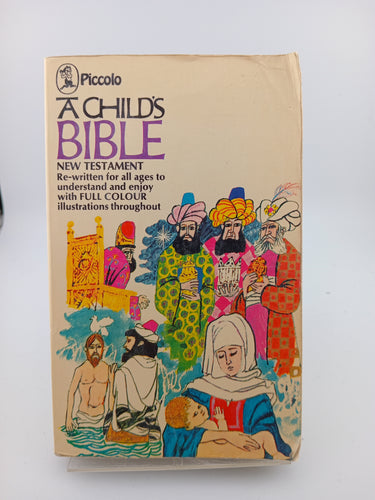 Piccolo
A CHILD'S
BIBLE
NEW TESTAMENT
Re-written for all ages to
understand and enjoy
with FULL COLOUR
illustrations throughout